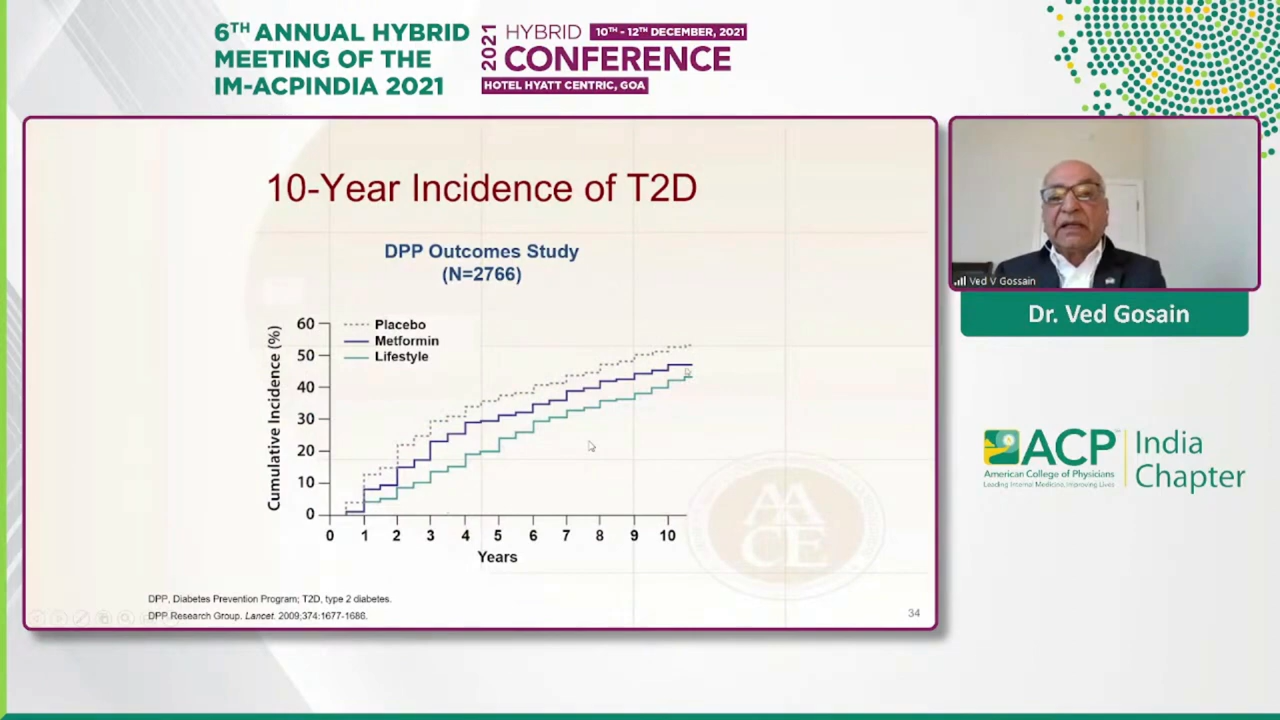 6TH ANNUAL HYBRID
MEETING OF THE
IM-ACPINDIA 2021
2021
HYBRID
10TH - 12TH DECEMBER, 2021
CONFERENCE
HOTEL HYATT CENTRIC, GOA
10-Year Incidence of T2D
DPP Outcomes Study
(N=2766)
Cumulative Incidence (%)
60
50
40
30
20
10
0
Placebo
Metformin
Lifestyle
0 1 2 3 4 5 6 7 8 9 10
Years
AACE
DPP, Diabetes Prevention Program; T2D, type 2 diabetes.
DPP Research Group. Lancet. 2009;374:1677-1686.
34
Ved V Gossain
Dr. Ved Gosain
ACP
American College of Physicians
Leading Internal Medicine, Improving Lives
India
Chapter